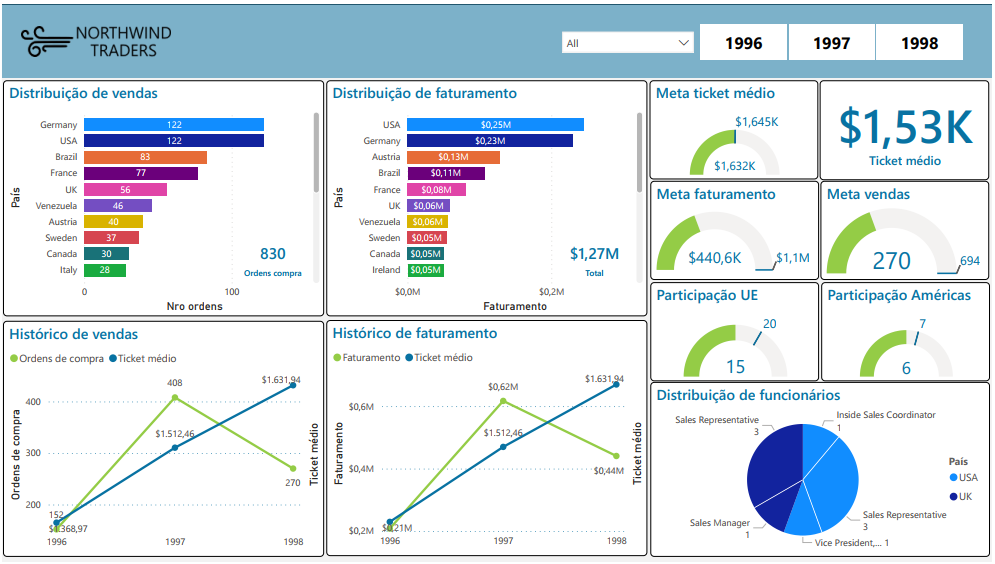 NORTHWIND
TRADERS
All
1996
1997
1998
Distribuição de vendas
País
Germany 122
USA 122
Brazil 83
France 77
UK 56
Venezuela 46
Austria 40
Sweden 37
Canada 30
Italy 28
830
Ordens compra
0 100
Nro ordens
Distribuição de faturamento
País
USA $0,25M
Germany $0,23M
Austria $0,13M
Brazil $0,11M
France $0,08M
UK $0,06M
Venezuela $0,06M
Sweden $0,05M
Canada $0,05M
Ireland $0,05M
$1,27M
Total
$0,0M $0,2M
Faturamento
Meta ticket médio
$1,645K
$1,632K
$1,53K
Ticket médio
Meta faturamento
$440,6K
$1,1M
Meta vendas
270
694
Participação UE
20
15
Participação Américas
7
6
Histórico de vendas
Ordens de compra Ticket médio
Ordens de compra
400
300
200
152
$1.368,97
408
$1.512,46
$1.631,94
270
Ticket médio
1996 1997 1998
Histórico de faturamento
Faturamento Ticket médio
Faturamento
$0,6M
$0,4M
$0,2M
$0,21M
$0,62M
$1.512,46
$1.631,94
$0,44M
Ticket médio
1996 1997 1998
Distribuição de funcionários
Sales Representative
3
Inside Sales Coordinator
1
Sales Representative
3
Vice President,... 1
Sales Manager
1
País
USA
UK